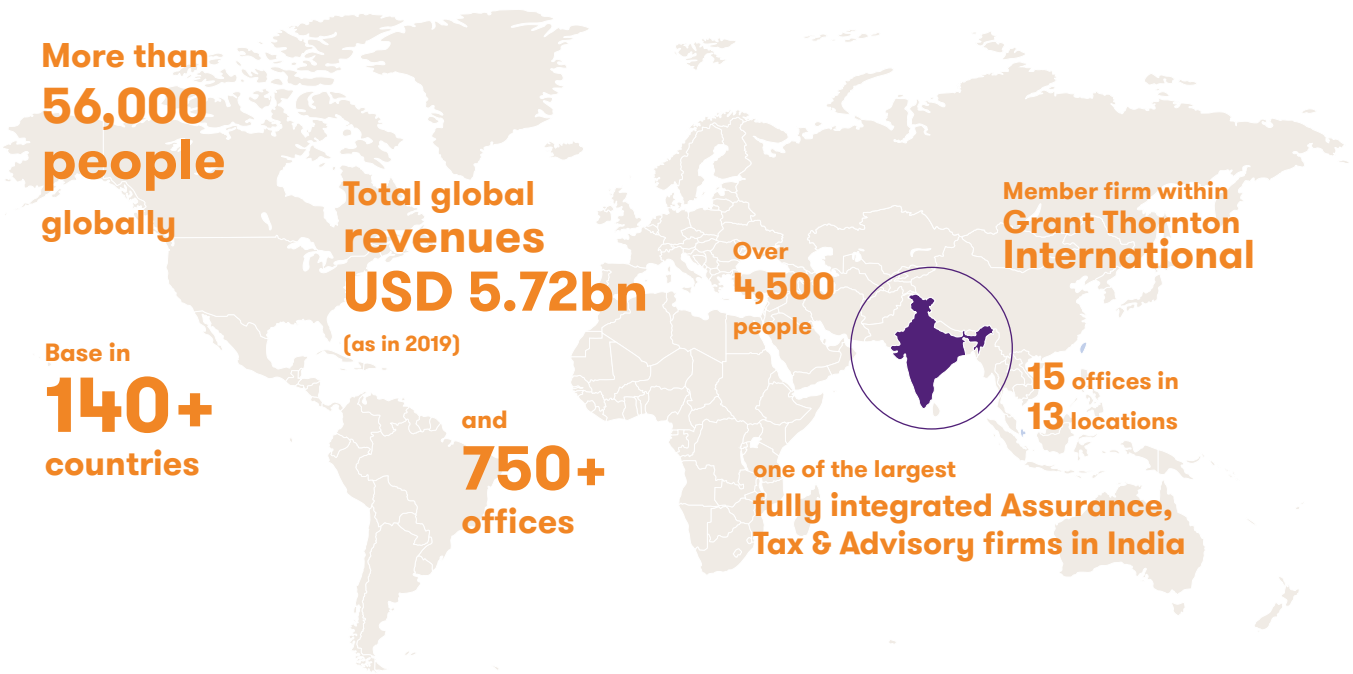 More than
56,000
people
globally
Total global
revenues
USD 5.72bn
(as in 2019)
Base in
140+
countries
and
750+
offices
Over
4,500
people
Member firm within
Grant Thornton
International
15 offices in
13 locations
one of the largest
fully integrated Assurance,
Tax & Advisory firms in India